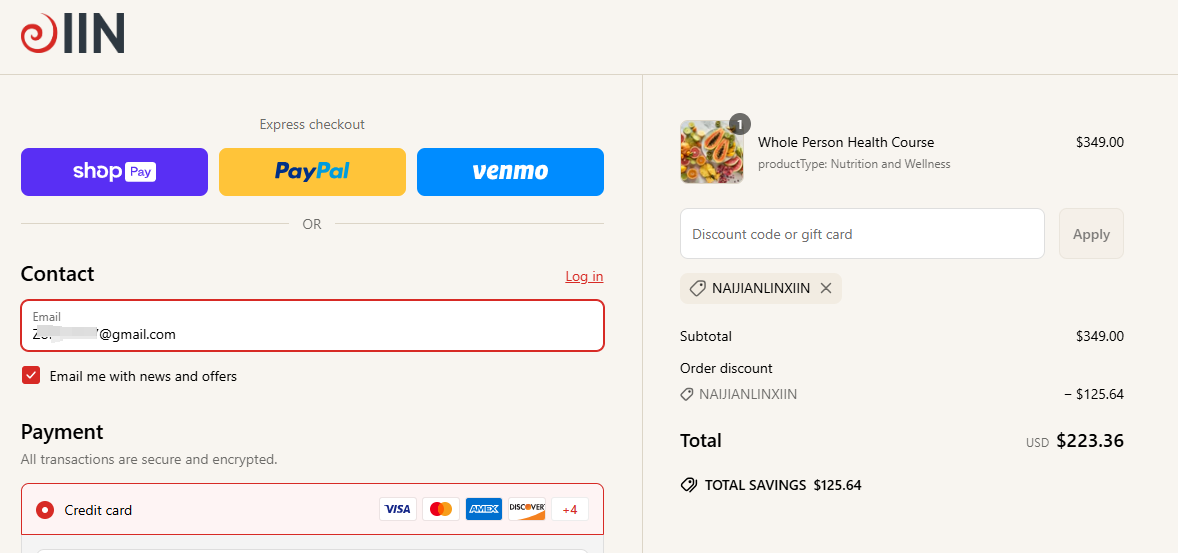 IIN
Express checkout
shop Pay
PayPal
venmo
OR
Contact
Log in
Email
@gmail.com
Email me with news and offers
Payment
All transactions are secure and encrypted.
Credit card
VISA
AMEX
DISCOVER
+4
1
Whole Person Health Course
$349.00
productType: Nutrition and Wellness
Discount code or gift card
Apply
NAIJIANLINXIIN
Subtotal
$349.00
Order discount
NAIJIANLINXIIN
− $125.64
Total
USD $223.36
TOTAL SAVINGS $125.64